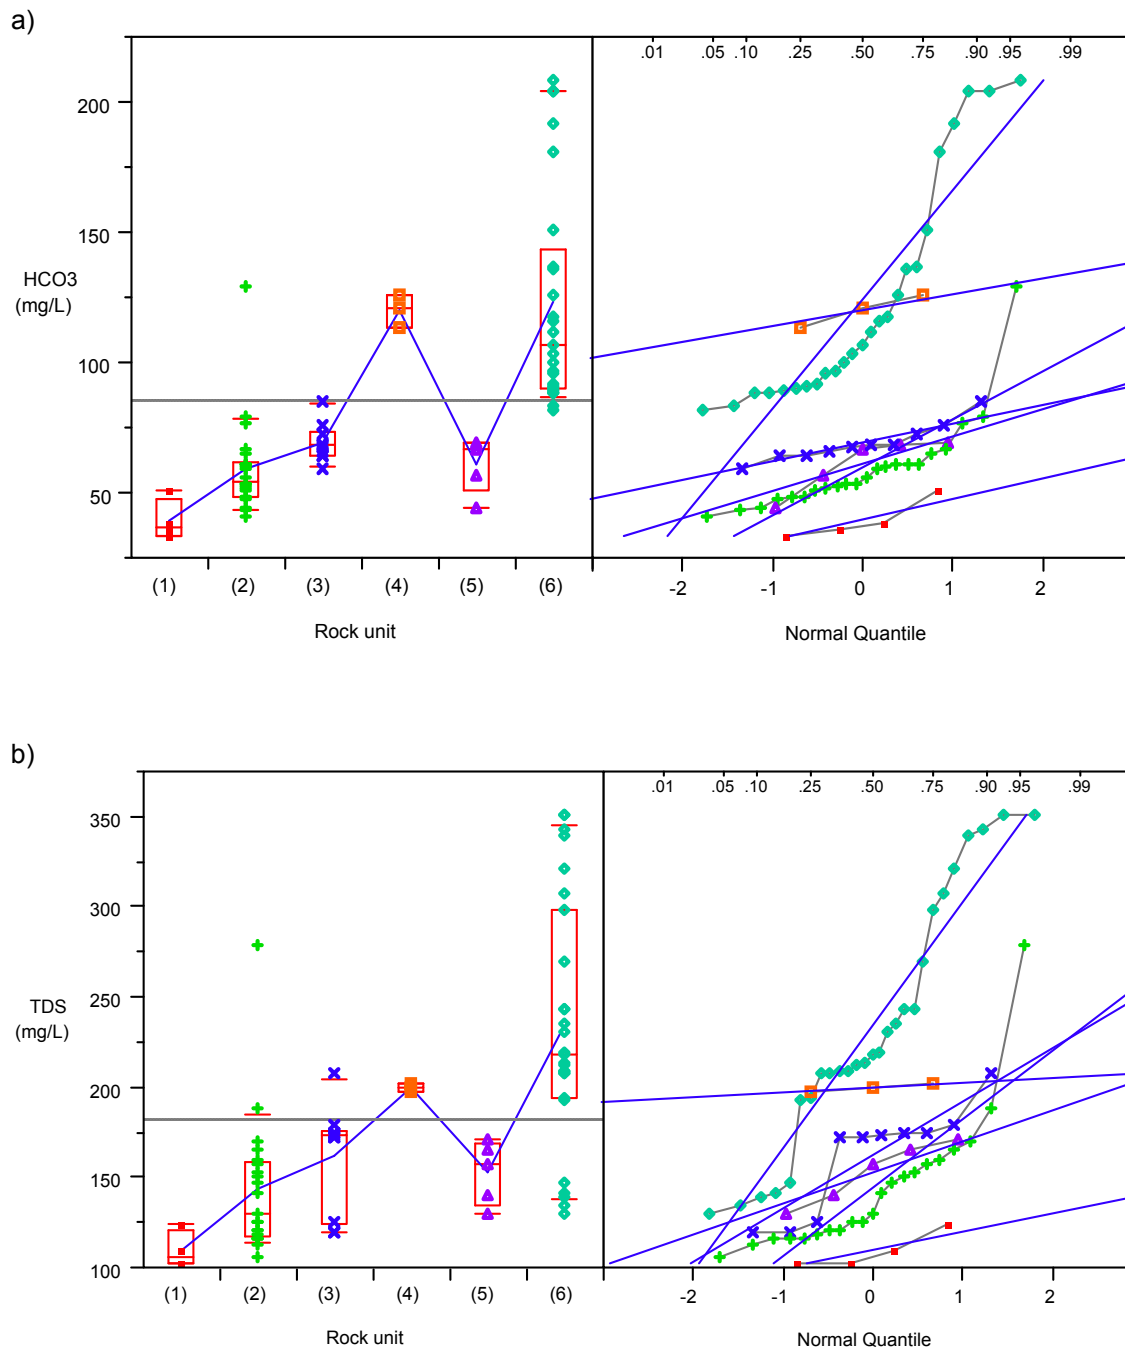 a)
.01 .05 .10 .25 .50 .75 .90 .95 .99
200
150
HCO3
(mg/L)
100
50
(1) (2) (3) (4) (5) (6)
-2 -1 0 1 2
Rock unit
Normal Quantile
b)
.01 .05 .10 .25 .50 .75 .90 .95 .99
350
300
250
TDS
(mg/L)
200
150
100
(1) (2) (3) (4) (5) (6)
-2 -1 0 1 2
Rock unit
Normal Quantile